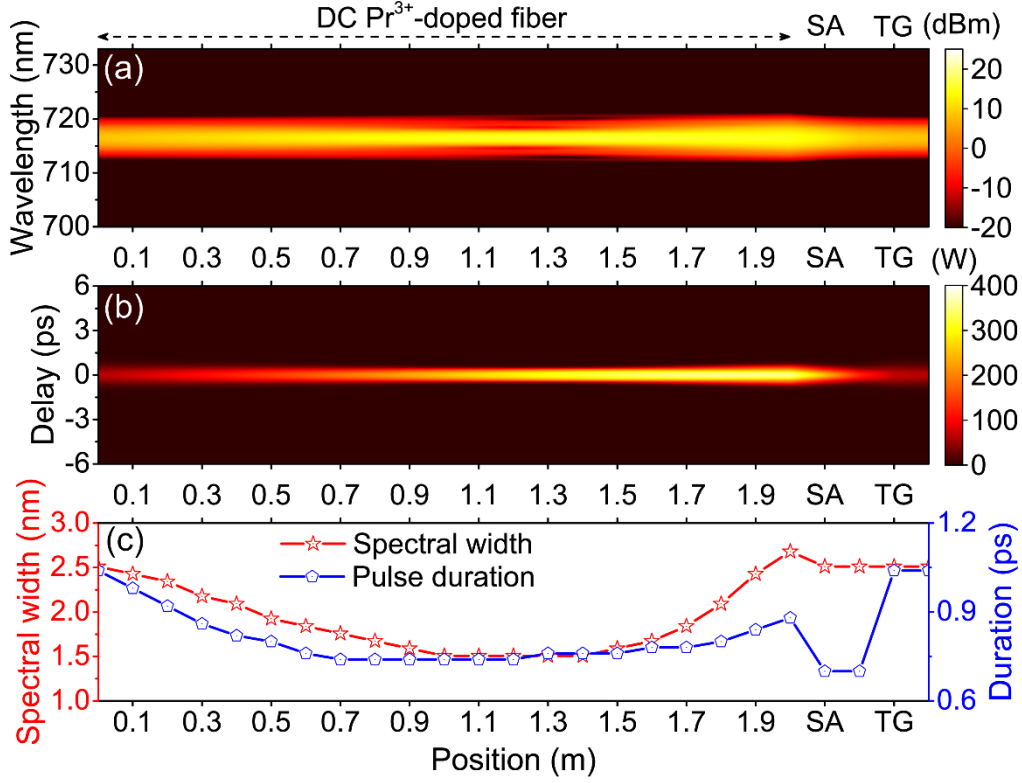 DC Pr³⁺-doped fiber SA TG (dBm)
(a)
Wavelength (nm)
730
720
710
700
20
10
0
-10
-20
0.1 0.3 0.5 0.7 0.9 1.1 1.3 1.5 1.7 1.9 SA TG
(W)
(b)
Delay (ps)
6
3
0
-3
-6
400
300
200
100
0
0.1 0.3 0.5 0.7 0.9 1.1 1.3 1.5 1.7 1.9 SA TG
(c)
Spectral width (nm)
3.0
2.5
2.0
1.5
1.0
Spectral width
Pulse duration
1.2
0.9
0.6
Duration (ps)
0.1 0.3 0.5 0.7 0.9 1.1 1.3 1.5 1.7 1.9 SA TG
Position (m)